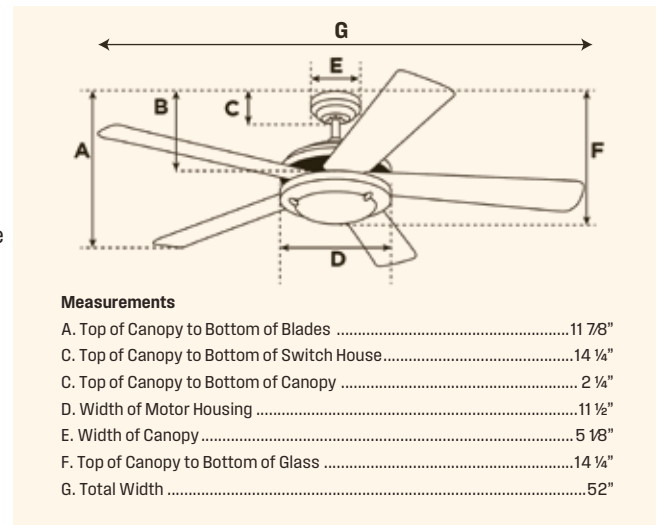 G
E
B
C
A
F
D
e
Measurements
A. Top of Canopy to Bottom of Blades ........................................................11 7/8”
C. Top of Canopy to Bottom of Switch House..............................................14 ¼”
C. Top of Canopy to Bottom of Canopy ......................................................... 2 ¼”
D. Width of Motor Housing .............................................................................11 ½”
E. Width of Canopy..........................................................................................5 1/8”
F. Top of Canopy to Bottom of Glass .............................................................14 ¼”
G. Total Width .....................................................................................................52”